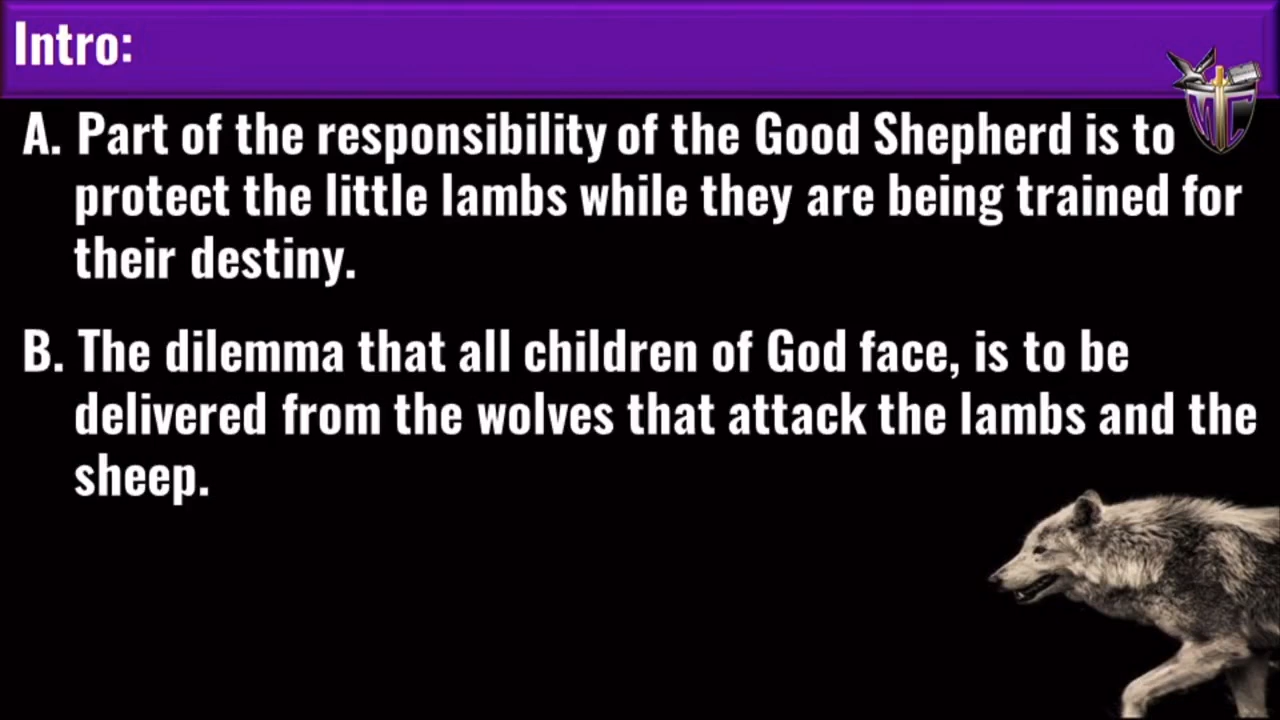 Intro:
A. Part of the responsibility of the Good Shepherd is to
protect the little lambs while they are being trained for
their destiny.
B. The dilemma that all children of God face, is to be
delivered from the wolves that attack the lambs and the
sheep.